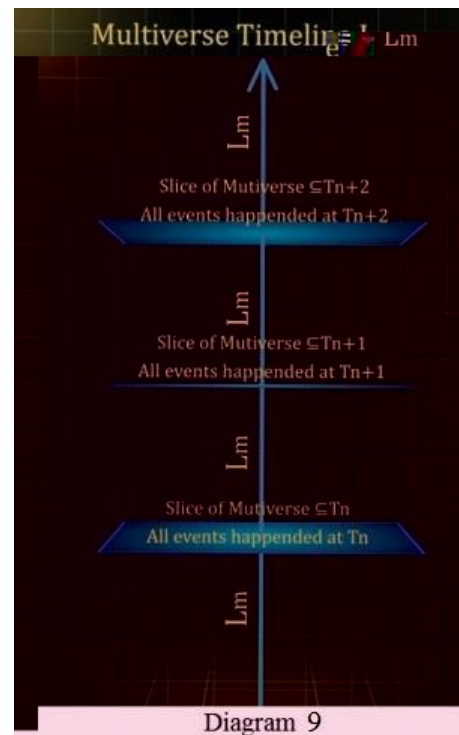 Multiverse Timeline L Lm
Lm
Slice of Mutiverse ⊆Tn+2
All events happended at Tn+2
Lm
Slice of Mutiverse ⊆Tn+1
All events happended at Tn+1
Lm
Slice of Mutiverse ⊆Tn
All events happended at Tn
Lm
Diagram 9